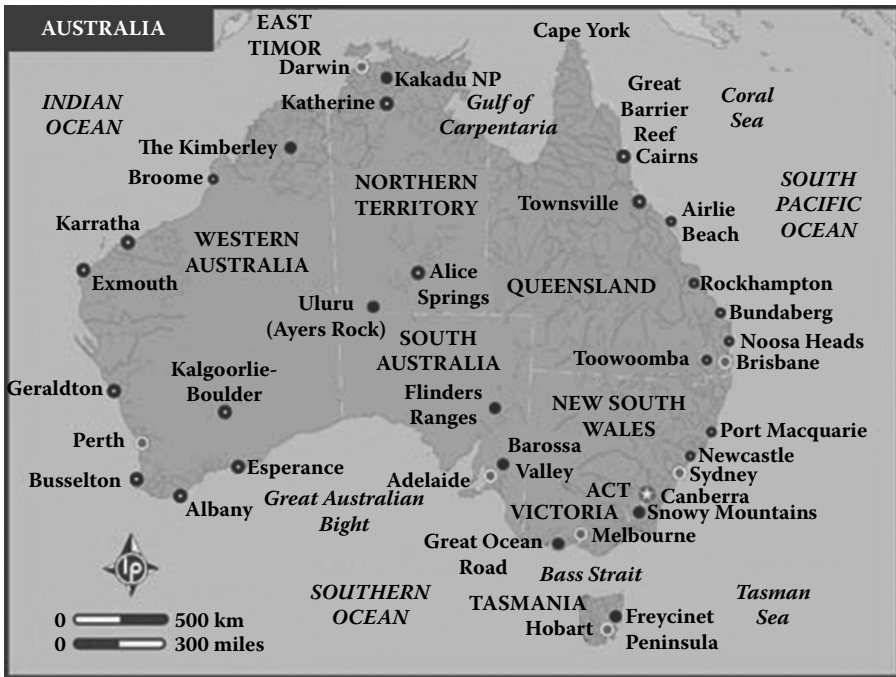 AUSTRALIA
EAST
TIMOR
Darwin
Cape York
Kakadu NP
Katherine
Gulf of
Carpentaria
Great
Barrier
Reef
Coral
Sea
INDIAN
OCEAN
The Kimberley
Cairns
Broome
NORTHERN
TERRITORY
Townsville
SOUTH
PACIFIC
OCEAN
Airlie
Beach
Karratha
WESTERN
AUSTRALIA
Exmouth
Alice
Springs
QUEENSLAND
Rockhampton
Uluru
(Ayers Rock)
Bundaberg
SOUTH
AUSTRALIA
Noosa Heads
Toowoomba
Brisbane
Geraldton
Kalgoorlie-
Boulder
Flinders
Ranges
NEW SOUTH
WALES
Port Macquarie
Perth
Newcastle
Barossa
Valley
Sydney
Busselton
Esperance
Adelaide
ACT
Canberra
Albany
Great Australian
Bight
VICTORIA
Snowy Mountains
Great Ocean
Road
Melbourne
Bass Strait
SOUTHERN
OCEAN
TASMANIA
Tasman
Sea
Hobart
Freycinet
Peninsula
lp
0 500 km
0 300 miles